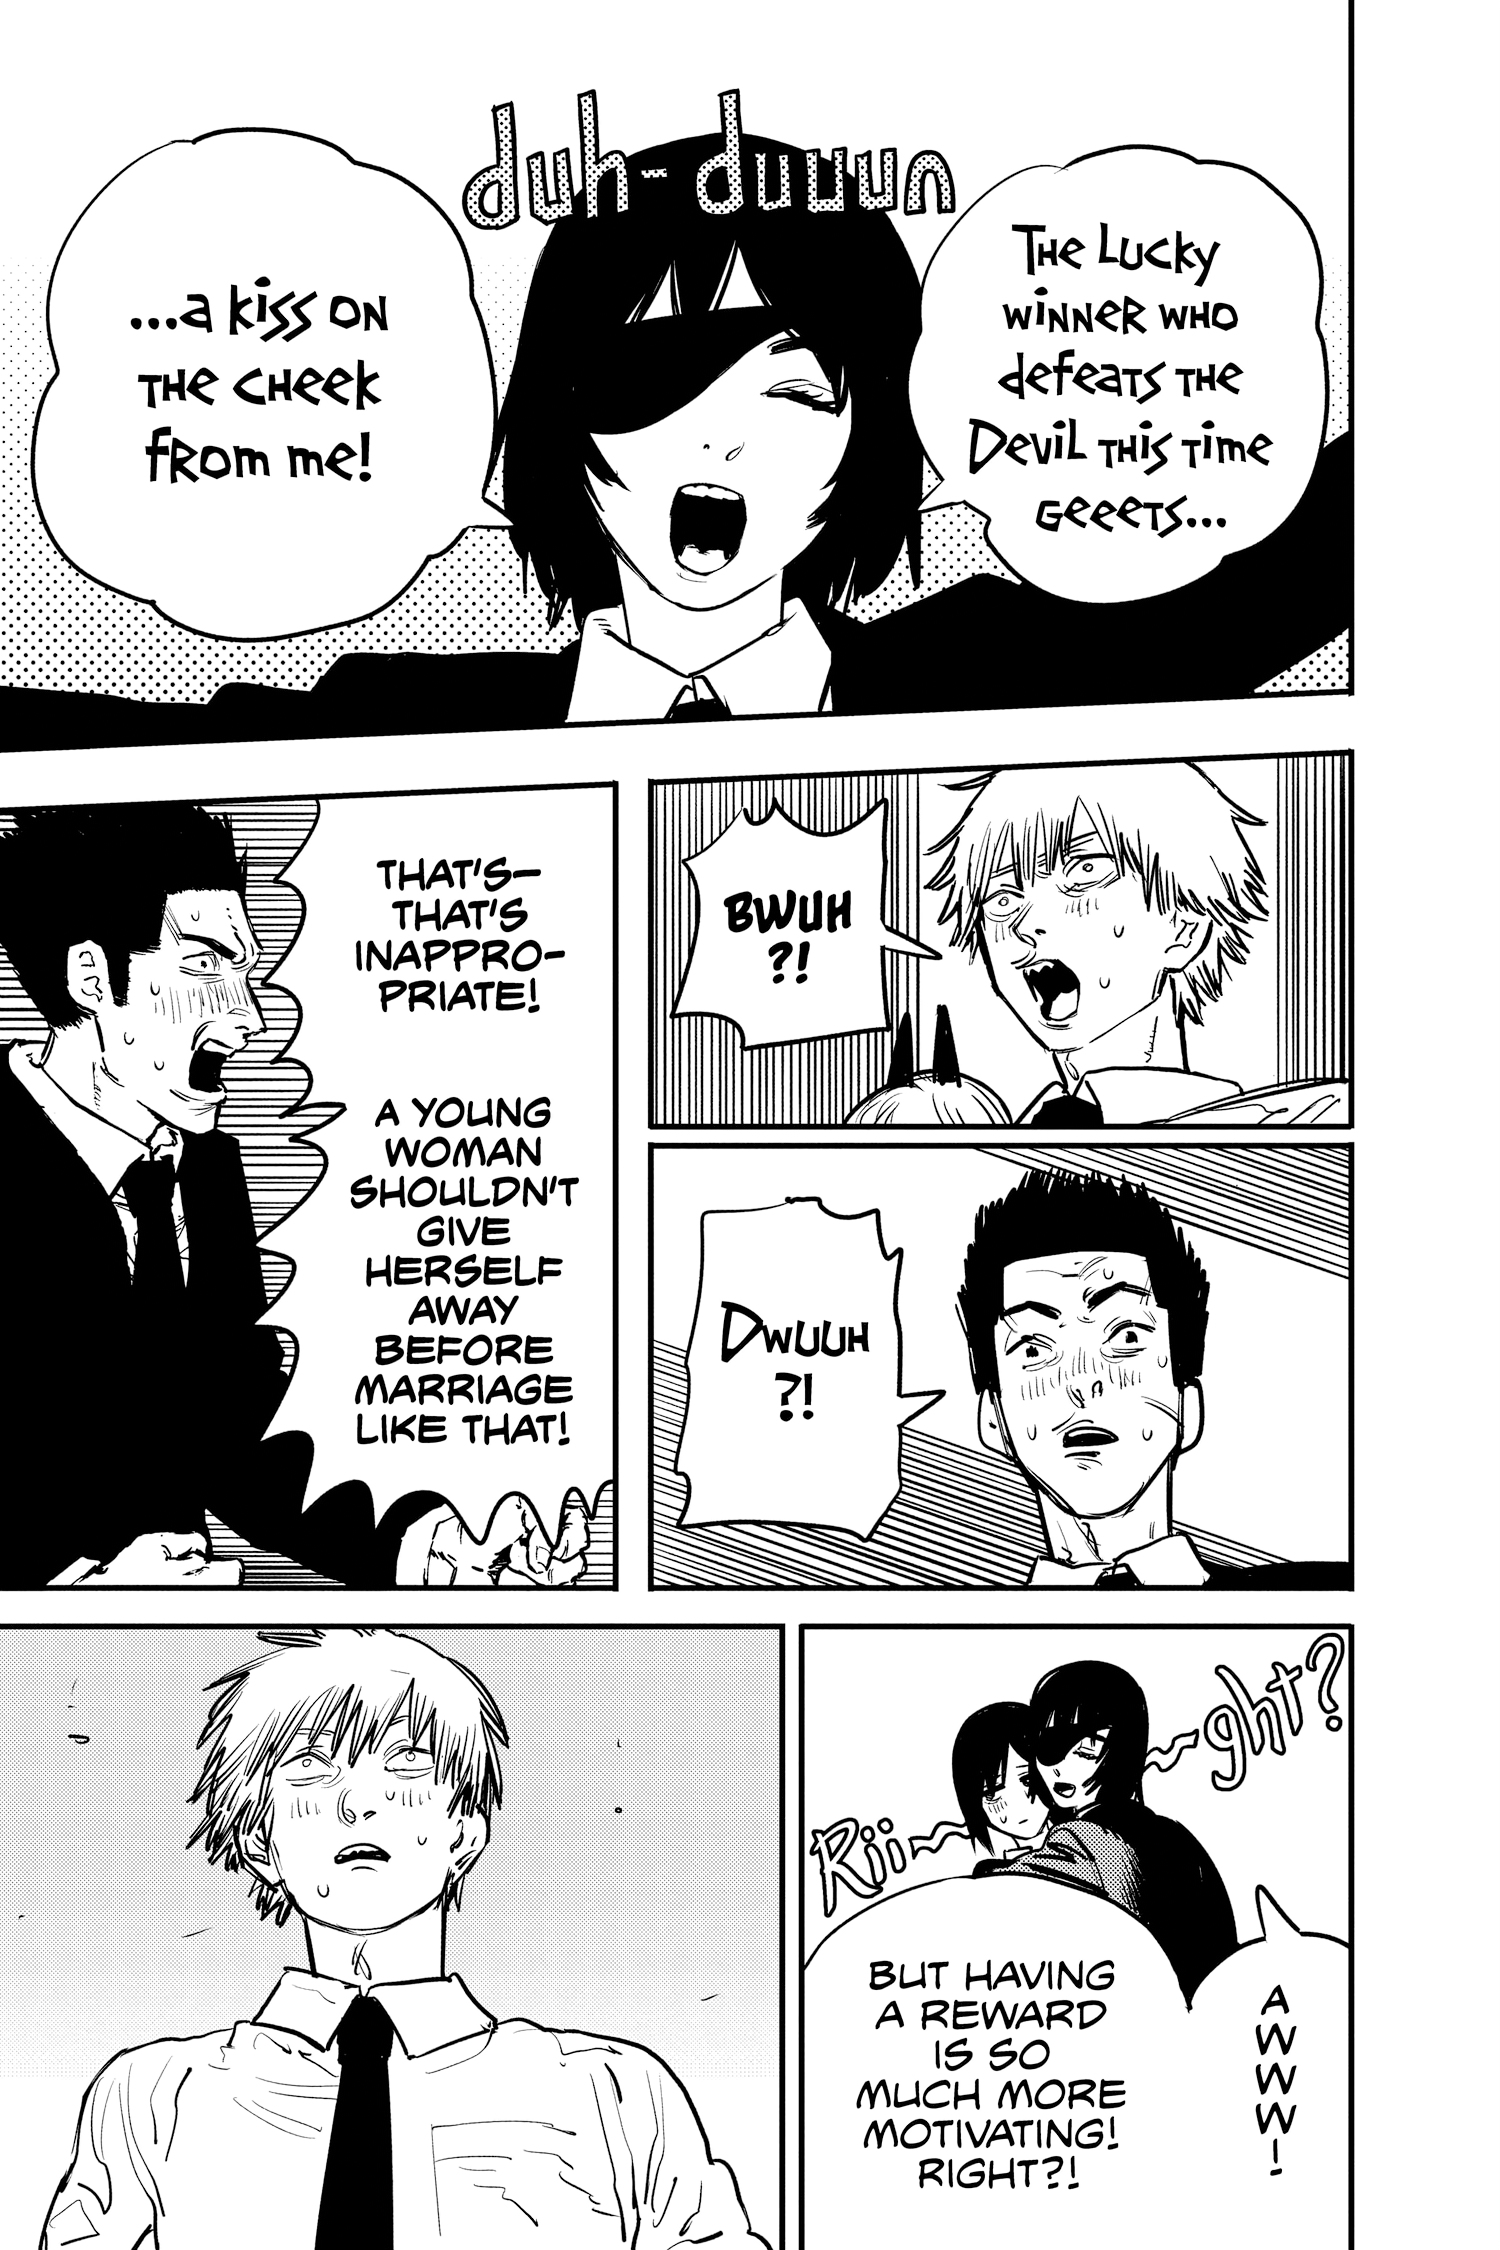 duh-duuun
The Lucky
winner who
defeats the
Devil this time
geeets...
...a kiss on
the cheek
from me!
BWUH
?!
Dwuuh
?!
THAT'S–
THAT'S
INAPPRO–
PRIATE!
A YOUNG
WOMAN
SHOULDN'T
GIVE
HERSELF
AWAY
BEFORE
MARRIAGE
LIKE THAT!
AWWW!
BUT HAVING
A REWARD
IS SO
MUCH MORE
MOTIVATING!
RIGHT?!
Rii~~ght?